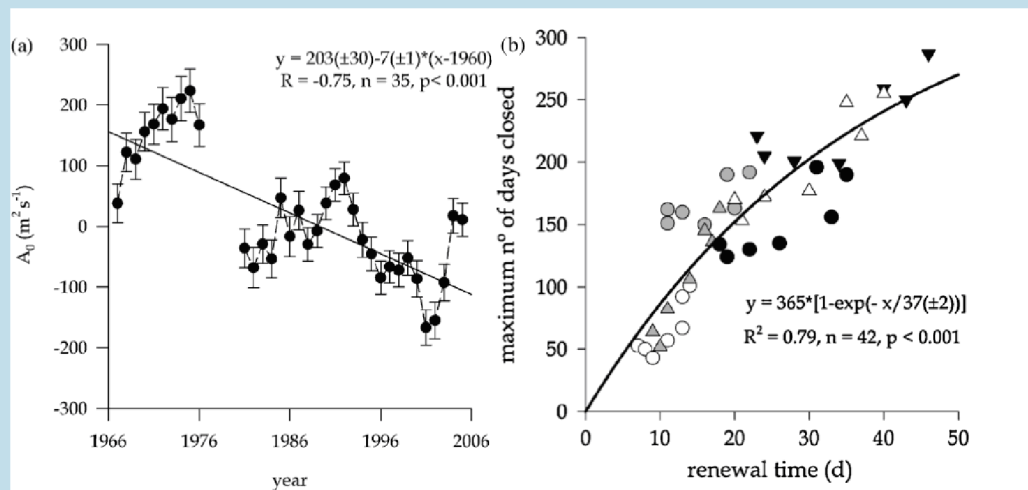 (a)
y = 203(±30)-7(±1)*(x-1960)
R = -0.75, n = 35, p< 0.001
300
200
100
0
-100
-200
-300
A₀ (m² s⁻¹)
1966 1976 1986 1996 2006
year
(b)
300
250
200
150
100
50
0
maximum nº of days closed
y = 365*[1-exp(- x/37(±2))]
R² = 0.79, n = 42, p < 0.001
0 10 20 30 40 50
renewal time (d)